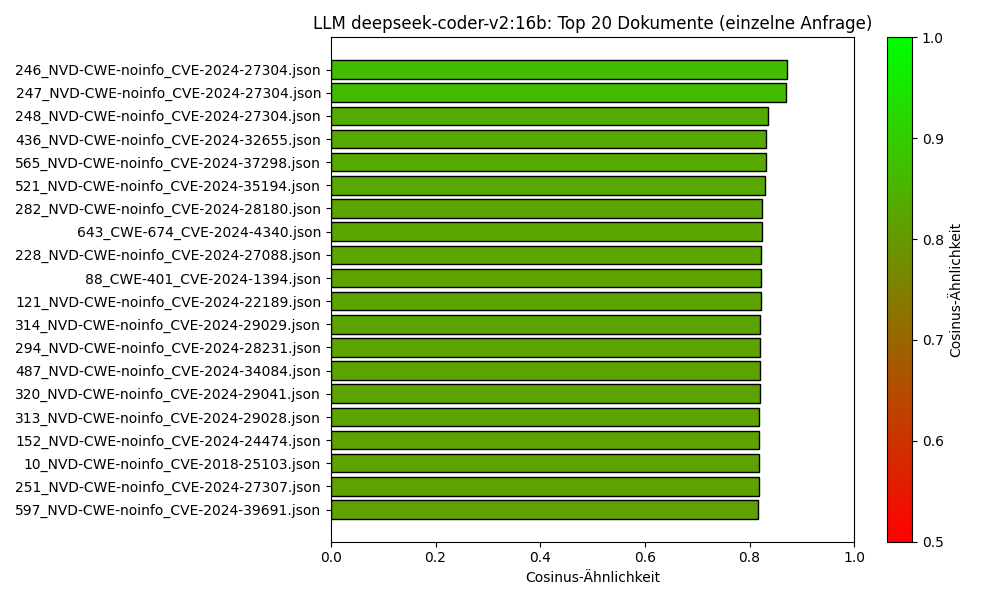 LLM deepseek-coder-v2:16b: Top 20 Dokumente (einzelne Anfrage)
246_NVD-CWE-noinfo_CVE-2024-27304.json
247_NVD-CWE-noinfo_CVE-2024-27304.json
248_NVD-CWE-noinfo_CVE-2024-27304.json
436_NVD-CWE-noinfo_CVE-2024-32655.json
565_NVD-CWE-noinfo_CVE-2024-37298.json
521_NVD-CWE-noinfo_CVE-2024-35194.json
282_NVD-CWE-noinfo_CVE-2024-28180.json
643_CWE-674_CVE-2024-4340.json
228_NVD-CWE-noinfo_CVE-2024-27088.json
88_CWE-401_CVE-2024-1394.json
121_NVD-CWE-noinfo_CVE-2024-22189.json
314_NVD-CWE-noinfo_CVE-2024-29029.json
294_NVD-CWE-noinfo_CVE-2024-28231.json
487_NVD-CWE-noinfo_CVE-2024-34084.json
320_NVD-CWE-noinfo_CVE-2024-29041.json
313_NVD-CWE-noinfo_CVE-2024-29028.json
152_NVD-CWE-noinfo_CVE-2024-24474.json
10_NVD-CWE-noinfo_CVE-2018-25103.json
251_NVD-CWE-noinfo_CVE-2024-27307.json
597_NVD-CWE-noinfo_CVE-2024-39691.json
0.0 0.2 0.4 0.6 0.8 1.0
Cosinus-Ähnlichkeit
1.0
0.9
0.8
0.7
0.6
0.5
Cosinus-Ähnlichkeit